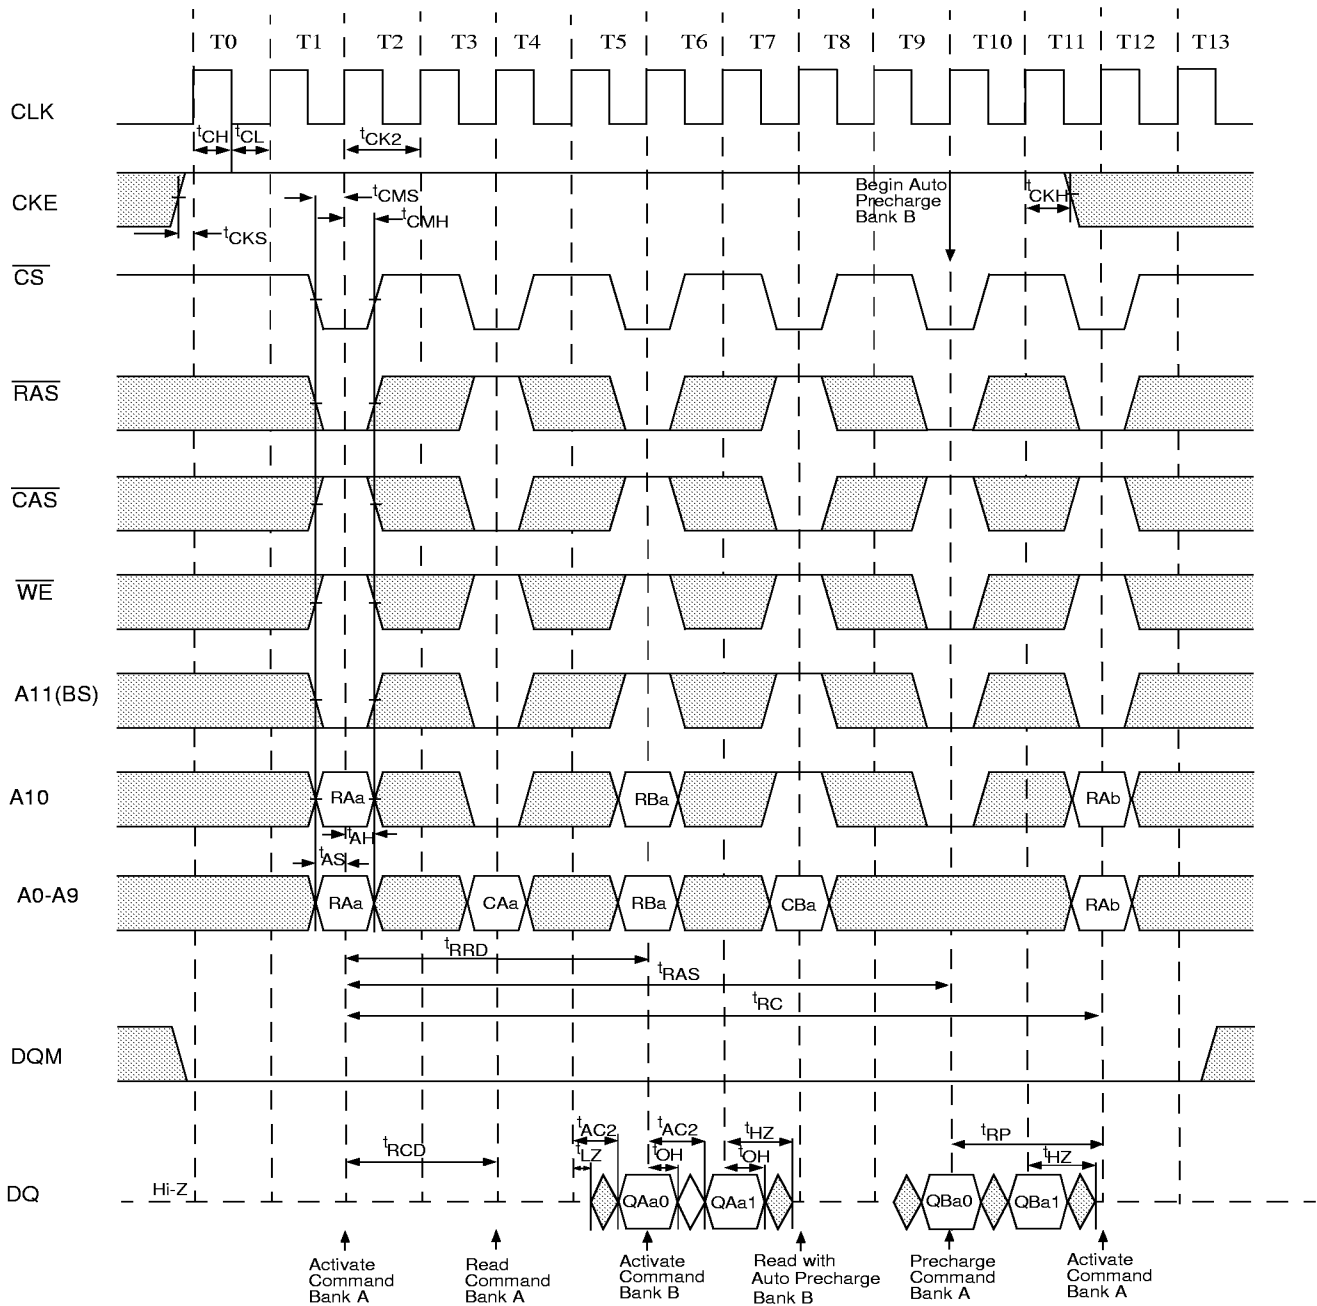 T0 T1 T2 T3 T4 T5 T6 T7 T8 T9 T10 T11 T12 T13
CLK
tCH tCL tCK2
CKE
tCMS
tCMH
tCKS
Begin Auto
Precharge
Bank B
tCKH
CS
RAS
CAS
WE
A11(BS)
A10
RAa RBa RAb
tAH
tAS
A0-A9
RAa CAa RBa CBa RAb
tRRD
tRAS
tRC
DQM
tRCD
tAC2 tAC2 tHZ tRP
tLZ tOH tOH tHZ
DQ
Hi-Z
QAa0 QAa1 QBa0 QBa1
Activate
Command
Bank A
Read
Command
Bank A
Activate
Command
Bank B
Read with
Auto Precharge
Bank B
Precharge
Command
Bank A
Activate
Command
Bank A